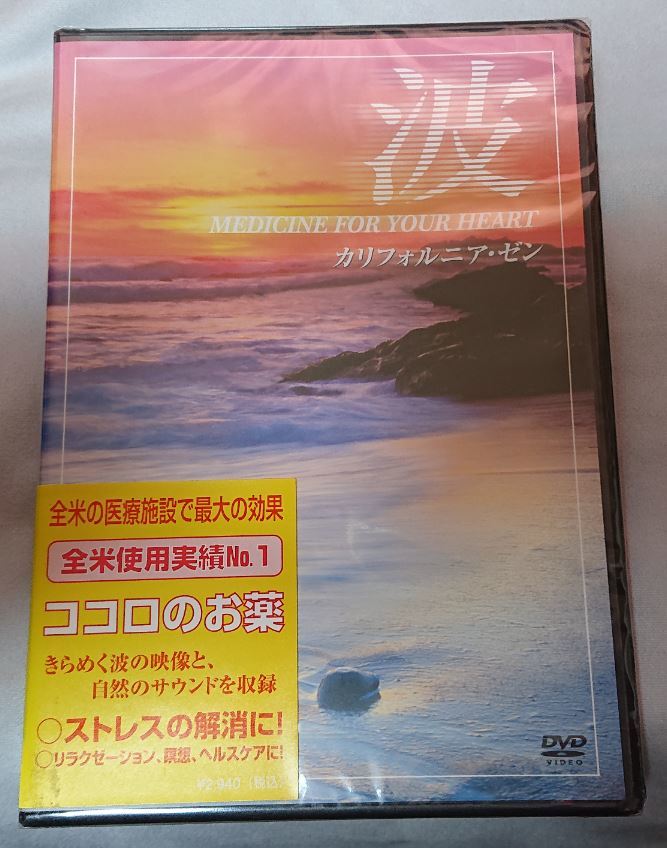 波
MEDICINE FOR YOUR HEART
カリフォルニア・ゼン
全米の医療施設で最大の効果
全米使用実績No.1
ココロのお薬
きらめく波の映像と、
自然のサウンドを収録
○ストレスの解消に!
○リラクゼーション、瞑想、ヘルスケアに!
¥2,940(税込)
DVD
VIDEO